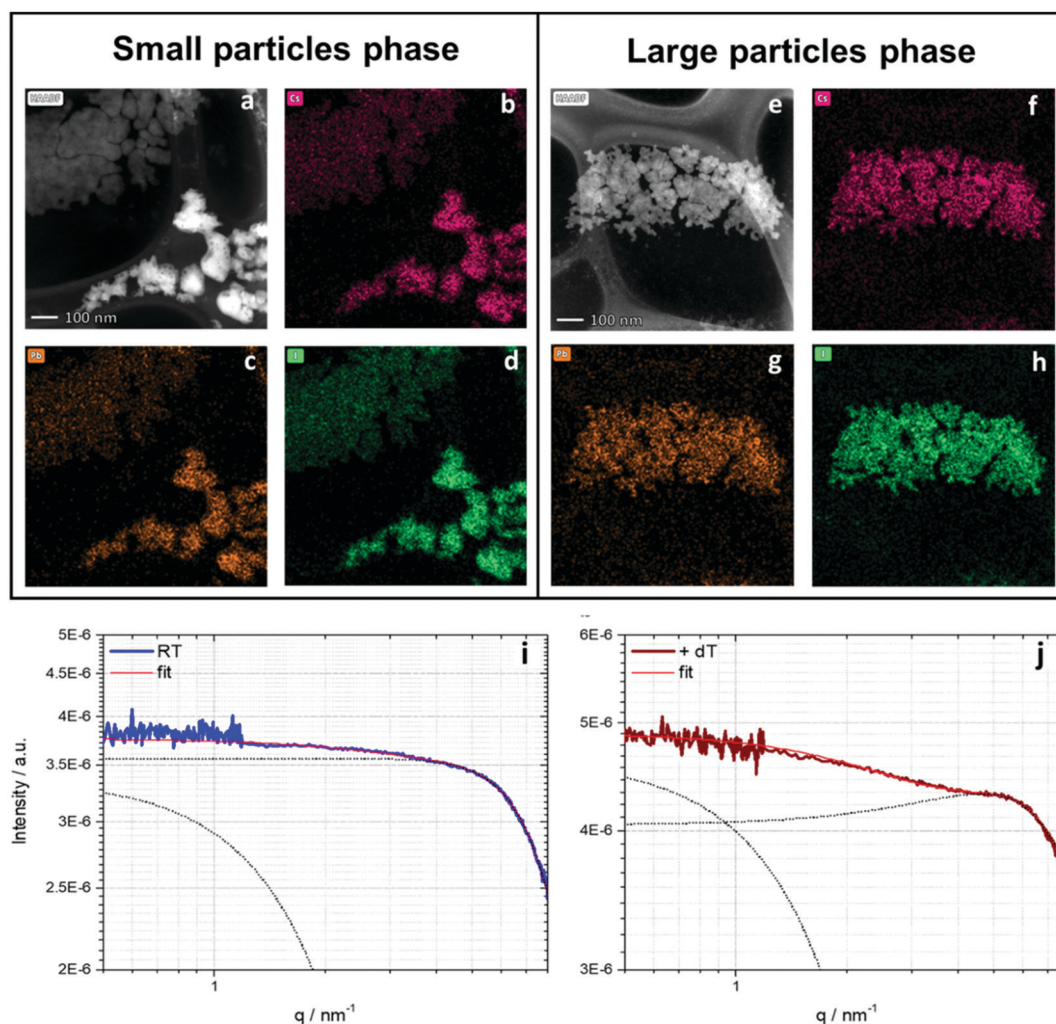 Small particles phase
Large particles phase
HAADF a
Cs b
HAADF e
Cs f
100 nm
100 nm
Pb c
I d
Pb g
I h
5E-6
4.5E-6
4E-6
3.5E-6
3E-6
2.5E-6
2E-6
Intensity / a.u.
RT
fit
i
1
q / nm⁻¹
6E-6
5E-6
4E-6
3E-6
+ dT
fit
j
1
q / nm⁻¹